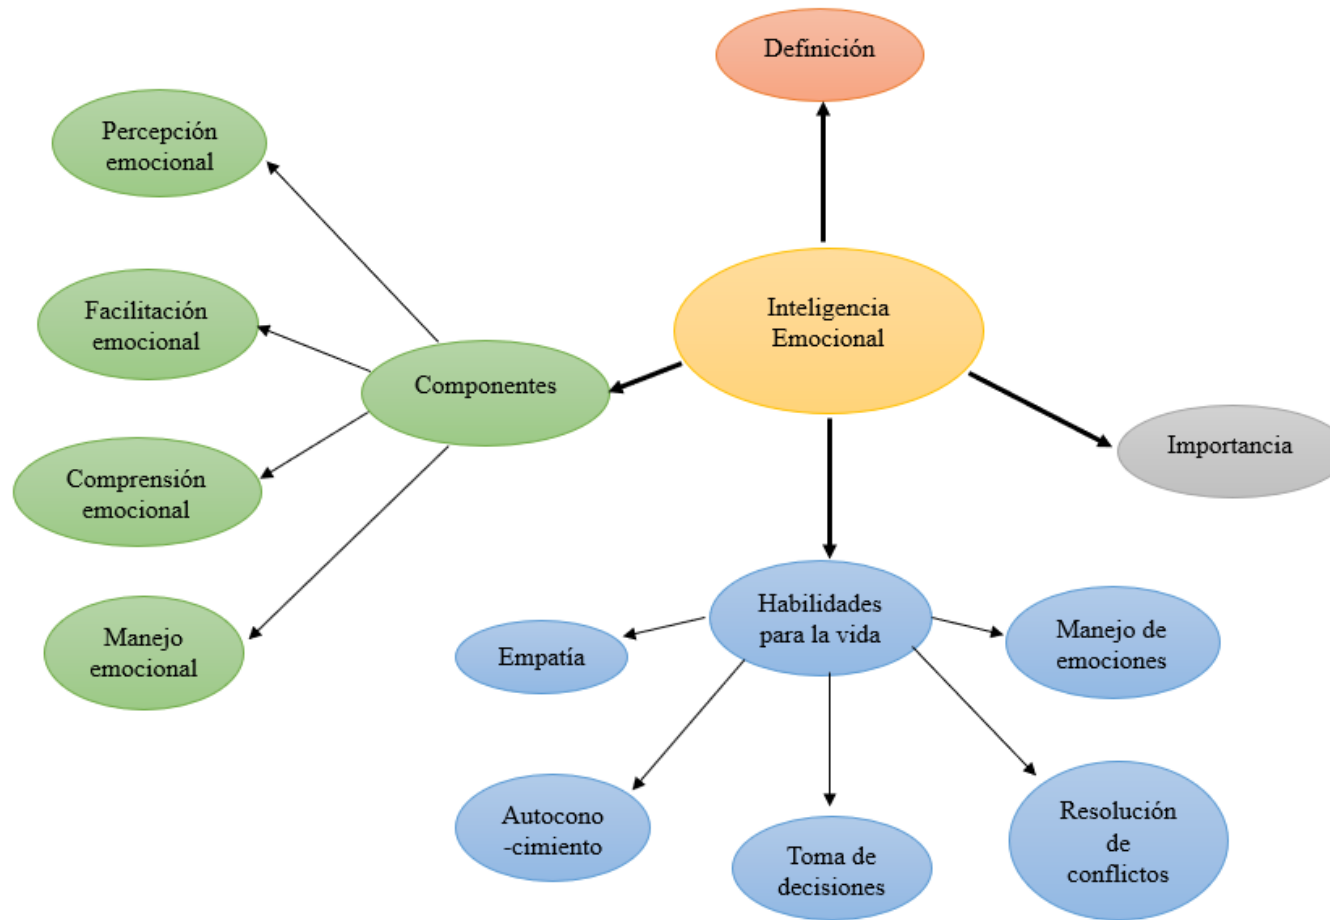 Definición
Percepción
emocional
Facilitación
emocional
Inteligencia
Emocional
Componentes
Importancia
Comprensión
emocional
Manejo
emocional
Habilidades
para la vida
Manejo de
emociones
Empatía
Autocono
-cimiento
Toma de
decisiones
Resolución
de
conflictos